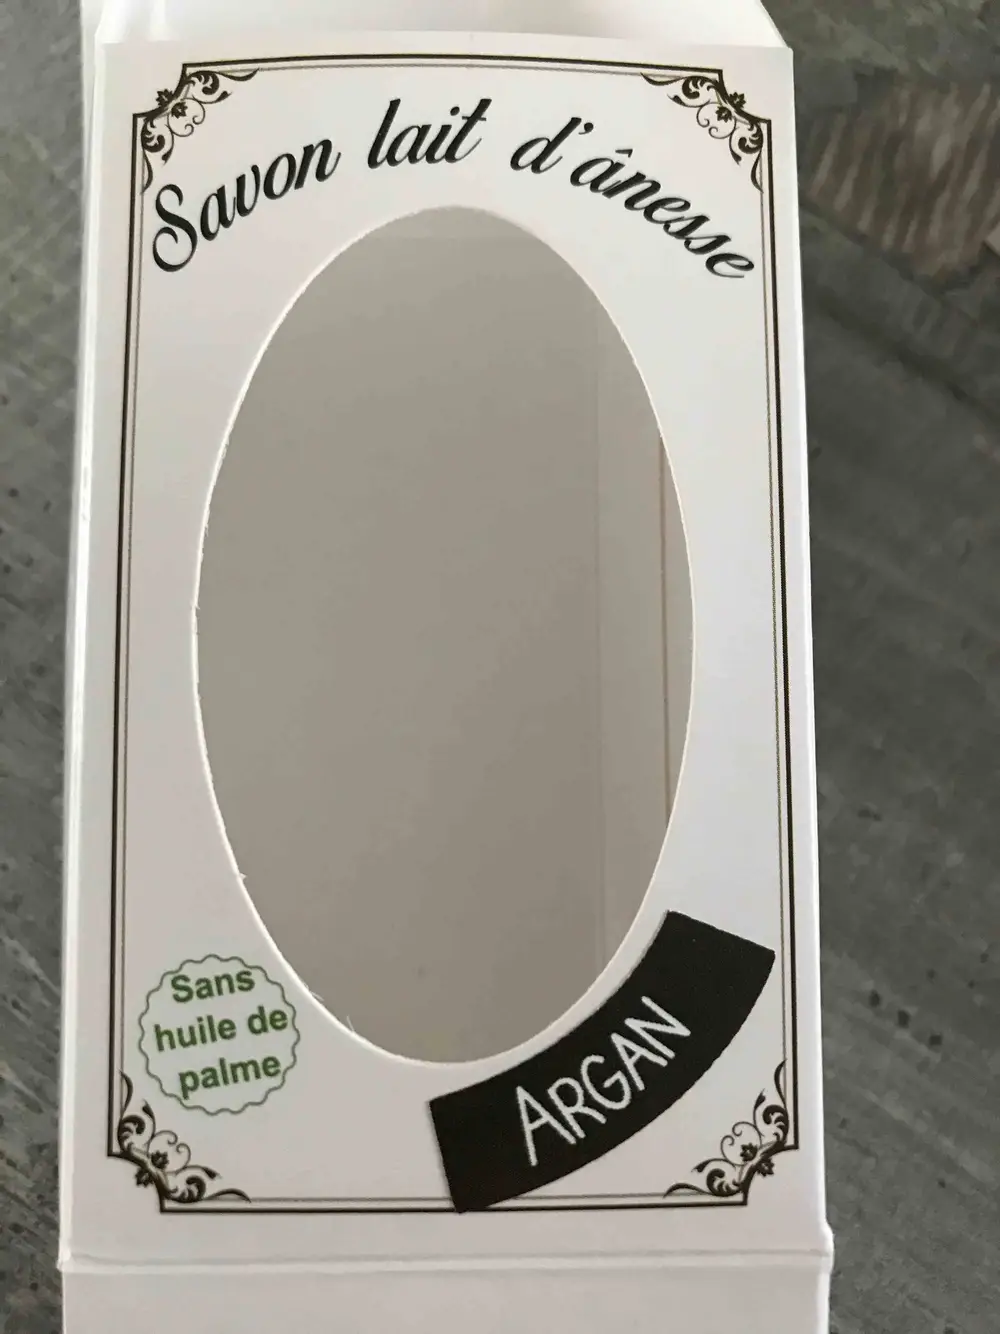 Savon lait d'ânesse
Sans
huile de
palme
ARGAN